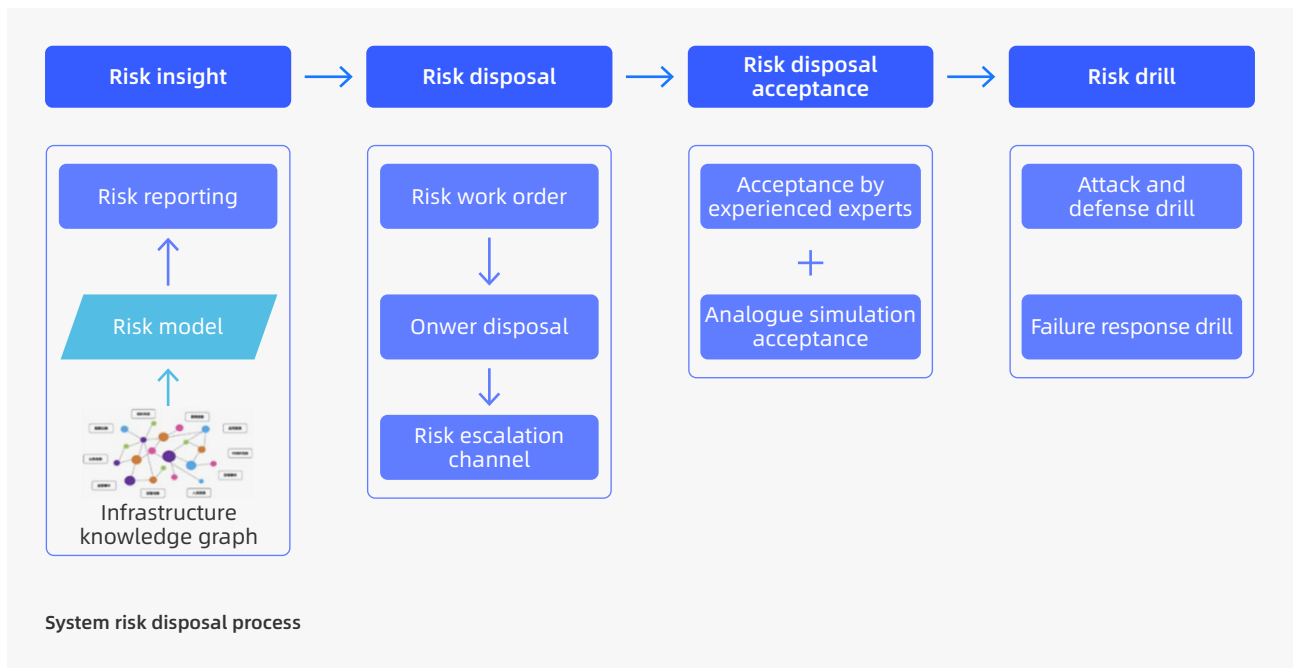 Risk insight
Risk disposal
Risk disposal
acceptance
Risk drill
Risk reporting
Risk model
Infrastructure
knowledge graph
Risk work order
Onwer disposal
Risk escalation
channel
Acceptance by
experienced experts
+
Analogue simulation
acceptance
Attack and
defense drill
Failure response drill
System risk disposal process